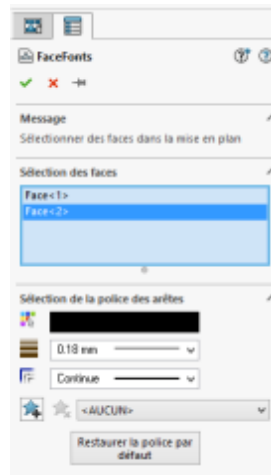 FaceFonts
Message
Sélectionner des faces dans la mise en plan
Sélection des faces
Face<1>
Face<2>
Sélection de la police des arêtes
0.18 mm
Continue
<AUCUN>
Restaurer la police par
défaut